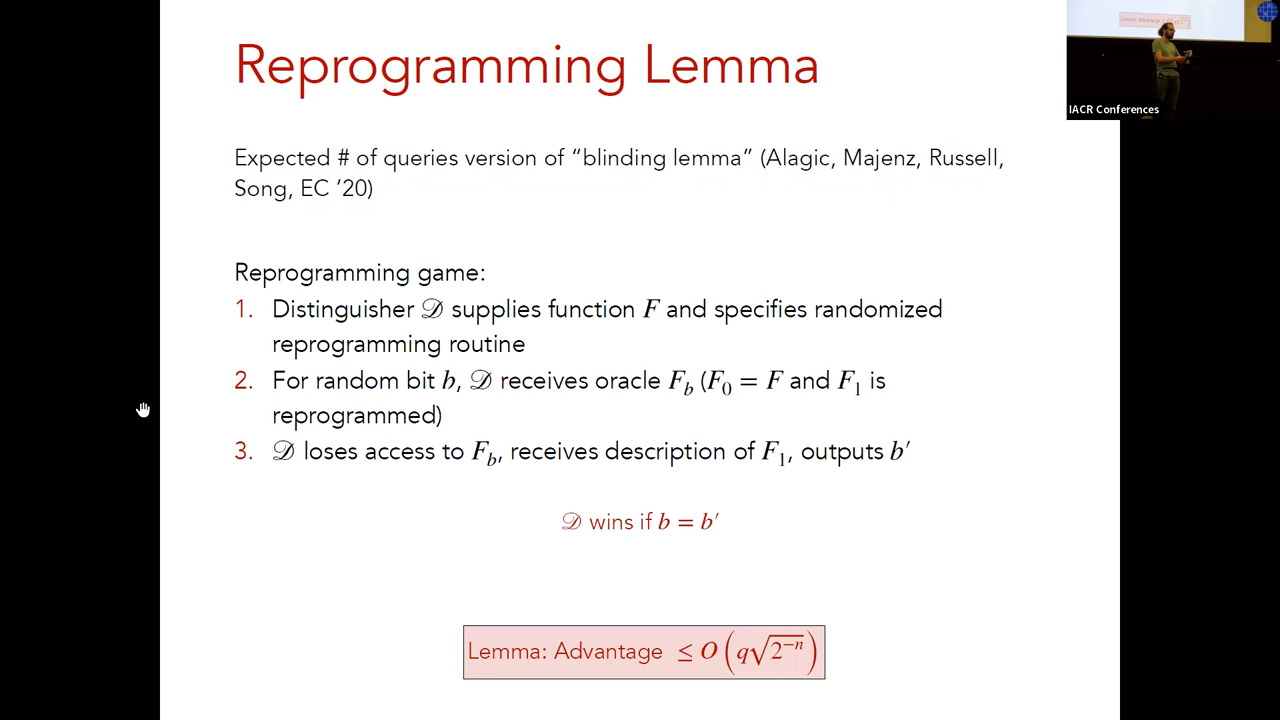 Reprogramming Lemma
IACR Conferences
Expected # of queries version of “blinding lemma” (Alagic, Majenz, Russell,
Song, EC ‘20)
Reprogramming game:
1. Distinguisher 𝒟 supplies function F and specifies randomized
reprogramming routine
2. For random bit b, 𝒟 receives oracle F_b (F_0 = F and F_1 is
reprogrammed)
3. 𝒟 loses access to F_b, receives description of F_1, outputs b′
𝒟 wins if b = b′
Lemma: Advantage ≤ O(q√2^{-n})